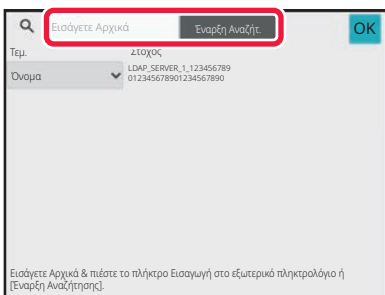 Εισάγετε Αρχικά Έναρξη Αναζήτ. OK
Τεμ. Στόχος
Όνομα LDAP_SERVER_1_123456789
012345678901234567890
Εισάγετε Αρχικά & πιέστε το πλήκτρο Εισαγωγή στο εξωτερικό πληκτρολόγιο ή
[Έναρξη Αναζήτησης].